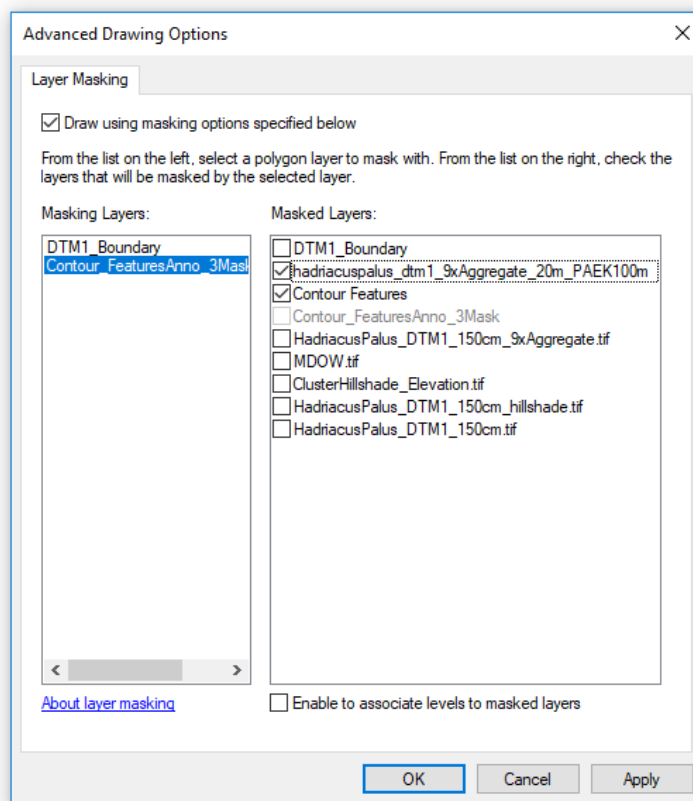 Advanced Drawing Options
Layer Masking
Draw using masking options specified below
From the list on the left, select a polygon layer to mask with. From the list on the right, check the
layers that will be masked by the selected layer.
Masking Layers:
DTM1_Boundary
Contour_FeaturesAnno_3Mask
Masked Layers:
DTM1_Boundary
hadriacuspalus_dtm1_9xAggregate_20m_PAEK100m
Contour Features
Contour_FeaturesAnno_3Mask
HadriacusPalus_DTM1_150cm_9xAggregate.tif
MDOW.tif
ClusterHillshade_Elevation.tif
HadriacusPalus_DTM1_150cm_hillshade.tif
HadriacusPalus_DTM1_150cm.tif
About layer masking
Enable to associate levels to masked layers
OK
Cancel
Apply